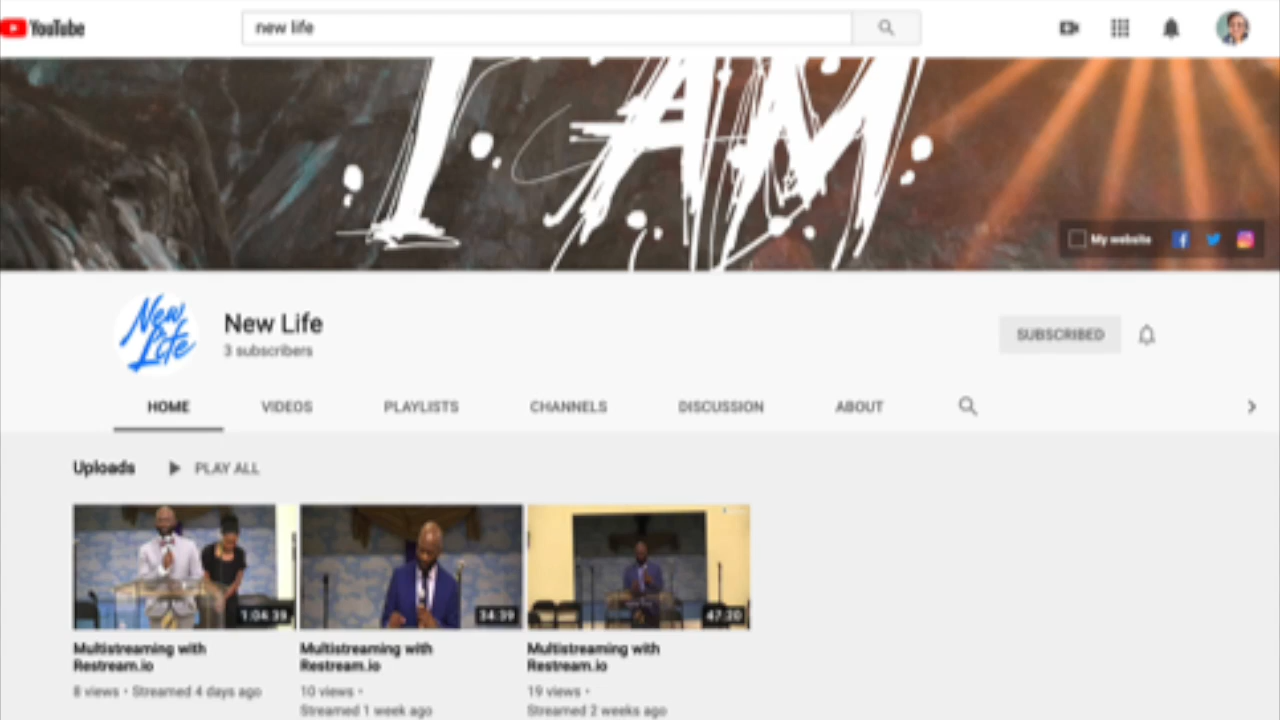 YouTube
new life
I AM
My website
New Life
New Life
3 subscribers
SUBSCRIBED
HOME VIDEOS PLAYLISTS CHANNELS DISCUSSION ABOUT
Uploads PLAY ALL
1:04:39 34:39 47:20
Multistreaming with Restream.io
8 views • Streamed 4 days ago
Multistreaming with Restream.io
10 views •
Streamed 1 week ago
Multistreaming with Restream.io
19 views •
Streamed 2 weeks ago